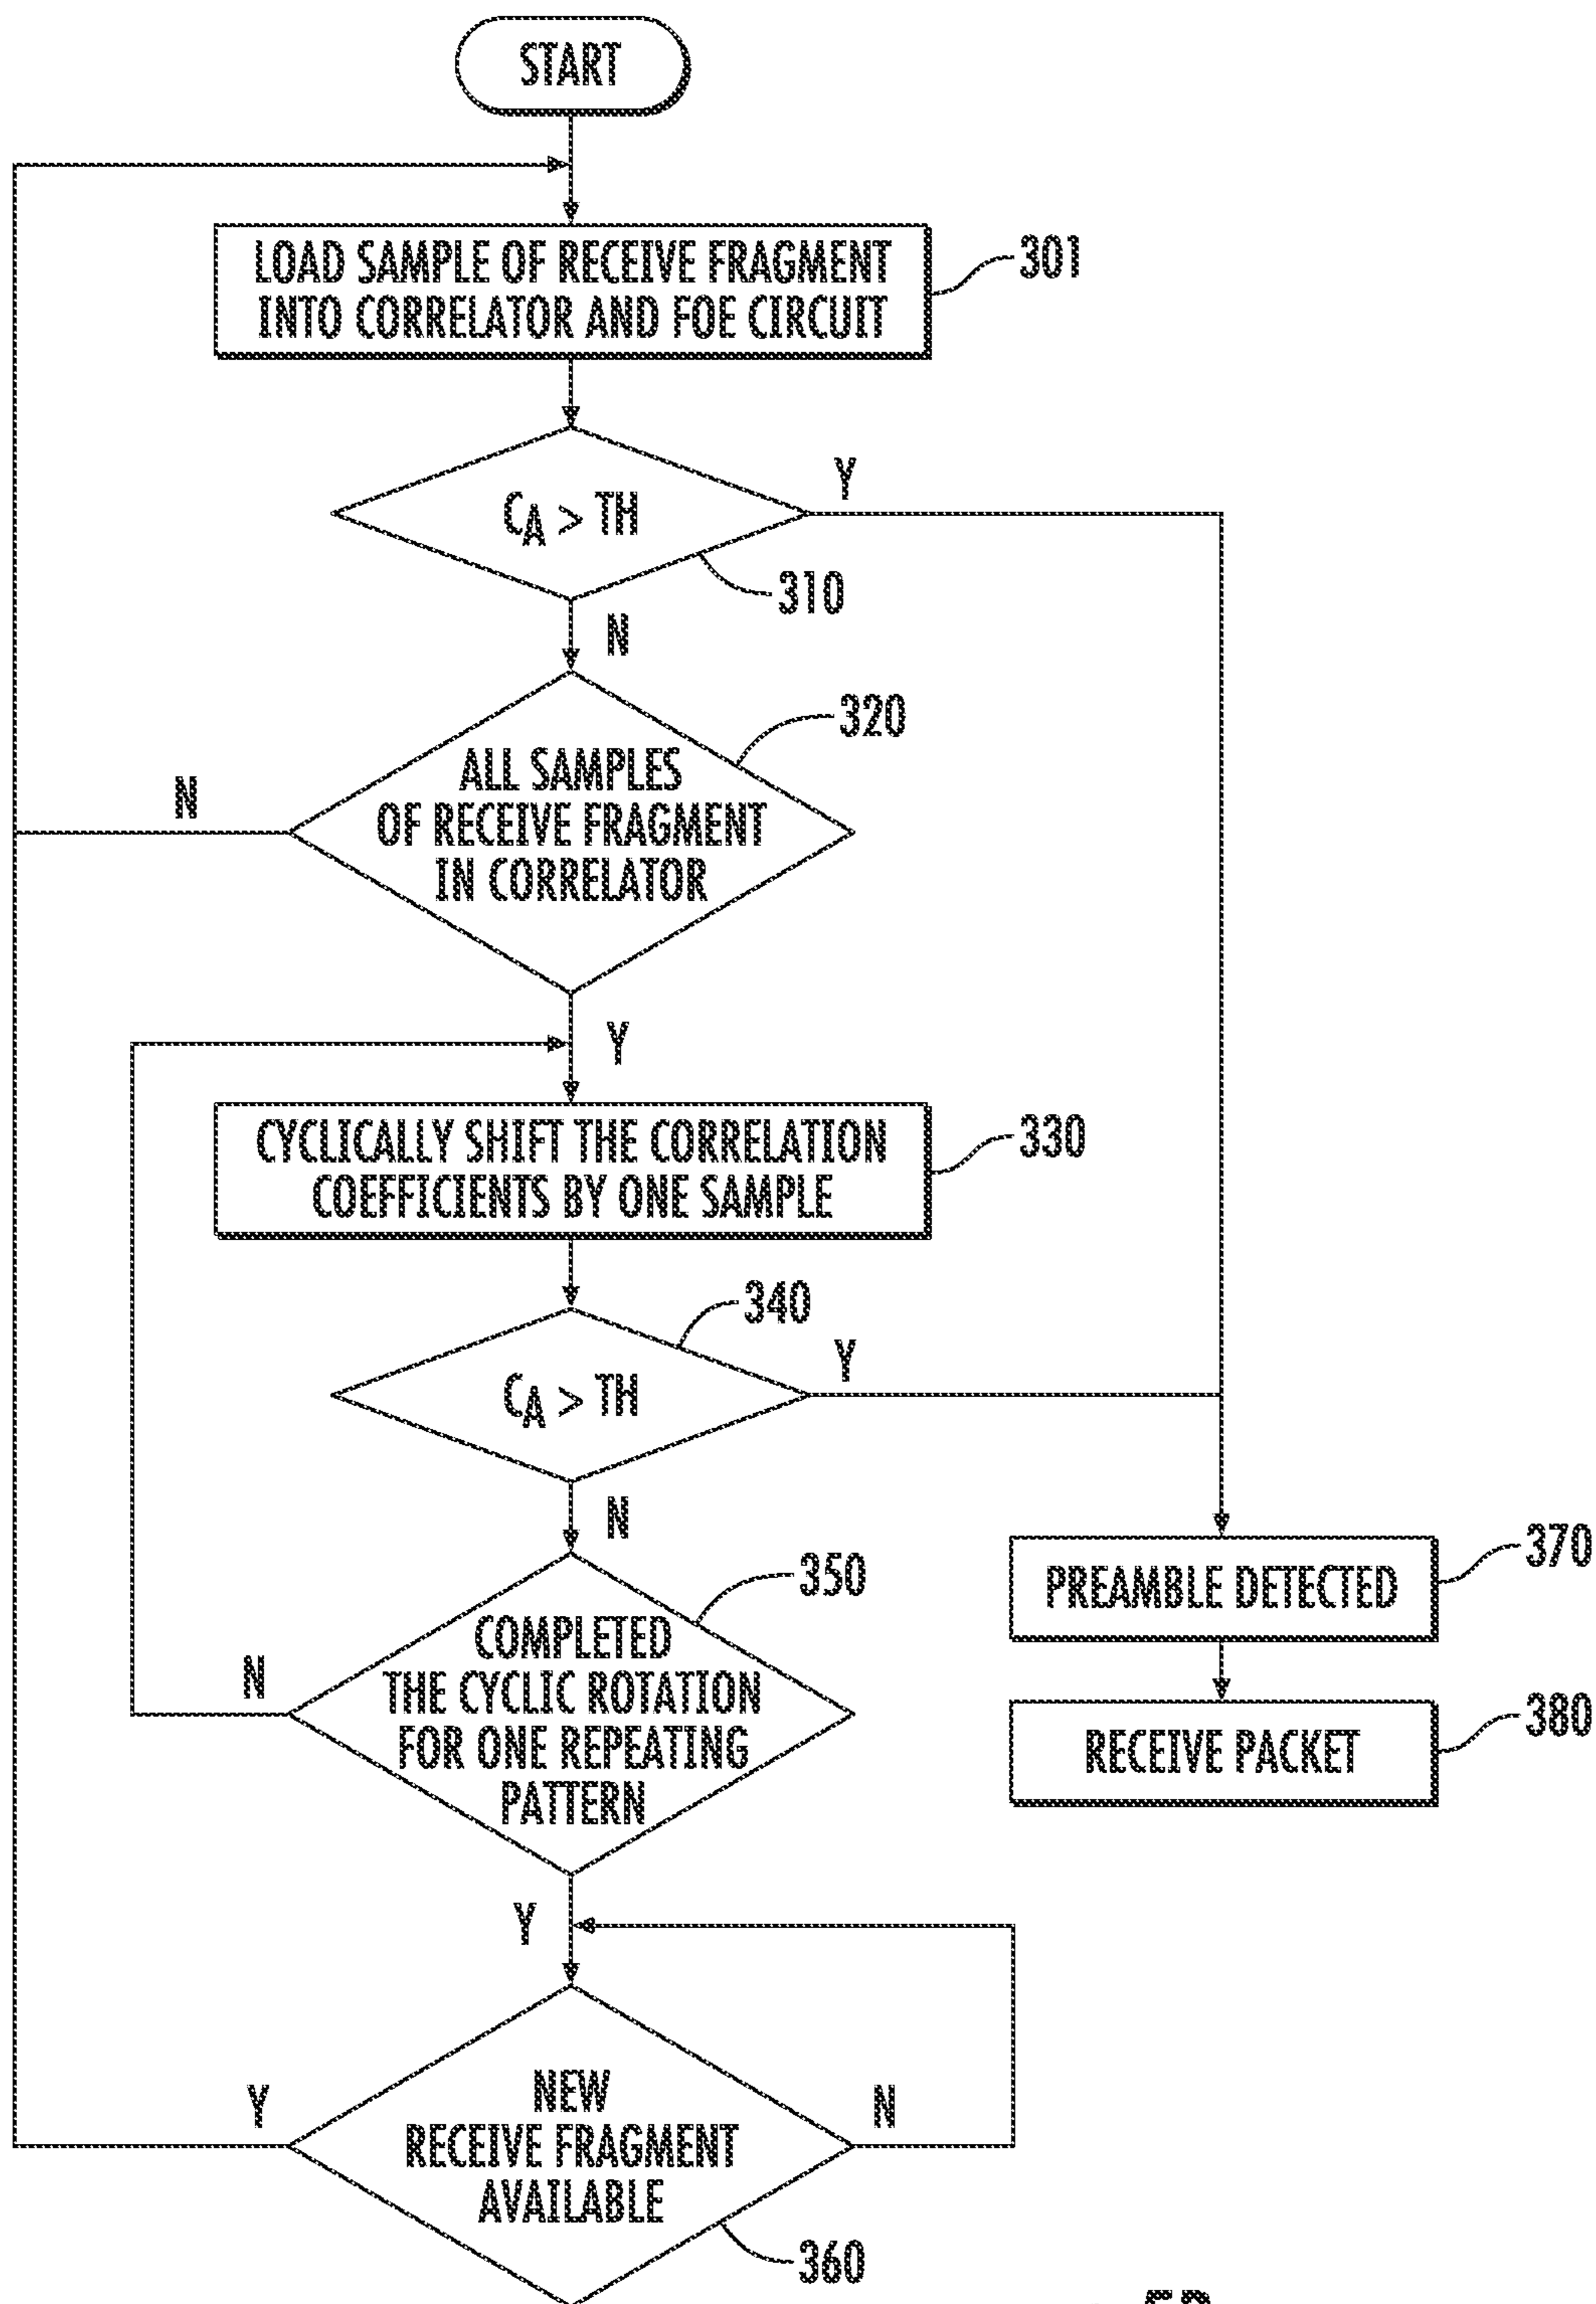 START
LOAD SAMPLE OF RECEIVE FRAGMENT
INTO CORRELATOR AND FOE CIRCUIT
301
CA > TH
Y
310
N
320
ALL SAMPLES
OF RECEIVE FRAGMENT
IN CORRELATOR
N
Y
CYCLICALLY SHIFT THE CORRELATION
COEFFICIENTS BY ONE SAMPLE
330
340
CA > TH
Y
N
350
COMPLETED
THE CYCLIC ROTATION
FOR ONE REPEATING
PATTERN
N
PREAMBLE DETECTED
370
RECEIVE PACKET
380
Y
NEW
RECEIVE FRAGMENT
AVAILABLE
Y
N
360